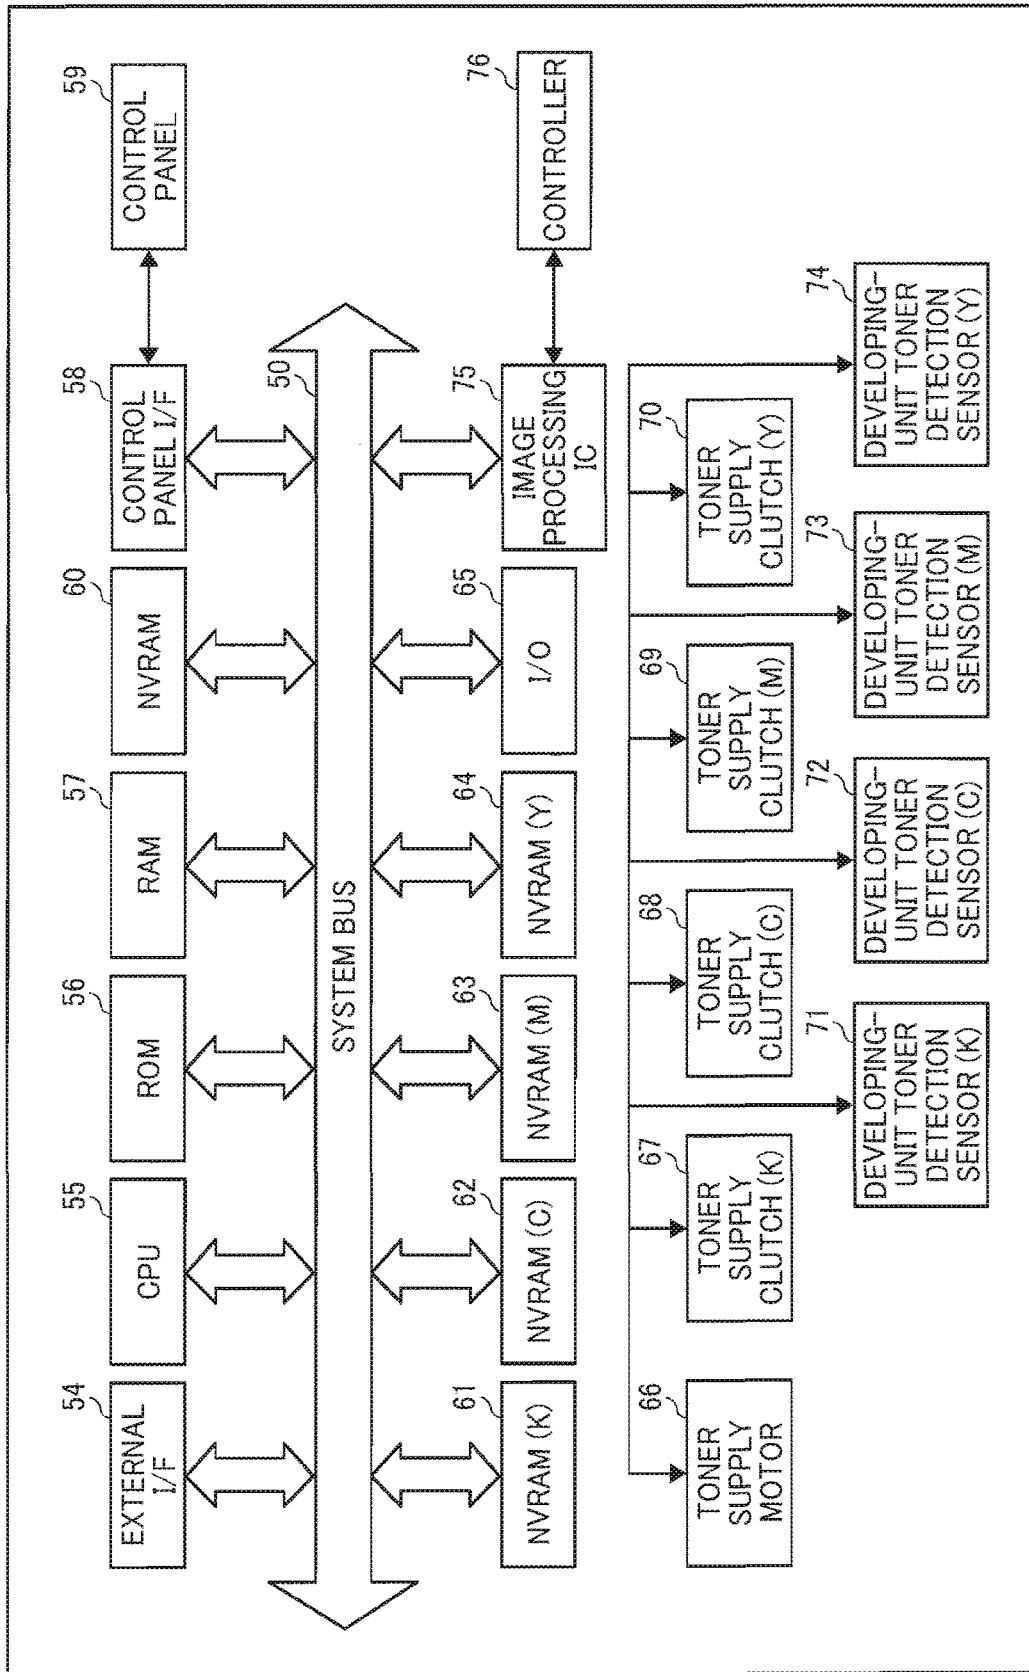 54
EXTERNAL
I/F
55
CPU
56
ROM
57
RAM
60
NVRAM
58
CONTROL
PANEL I/F
59
CONTROL
PANEL
50
SYSTEM BUS
61
NVRAM (K)
62
NVRAM (C)
63
NVRAM (M)
64
NVRAM (Y)
65
I/O
75
IMAGE
PROCESSING
IC
76
CONTROLLER
66
TONER
SUPPLY
MOTOR
67
TONER
SUPPLY
CLUTCH (K)
68
TONER
SUPPLY
CLUTCH (C)
69
TONER
SUPPLY
CLUTCH (M)
70
TONER
SUPPLY
CLUTCH (Y)
71
DEVELOPING-
UNIT TONER
DETECTION
SENSOR (K)
72
DEVELOPING-
UNIT TONER
DETECTION
SENSOR (C)
73
DEVELOPING-
UNIT TONER
DETECTION
SENSOR (M)
74
DEVELOPING-
UNIT TONER
DETECTION
SENSOR (Y)